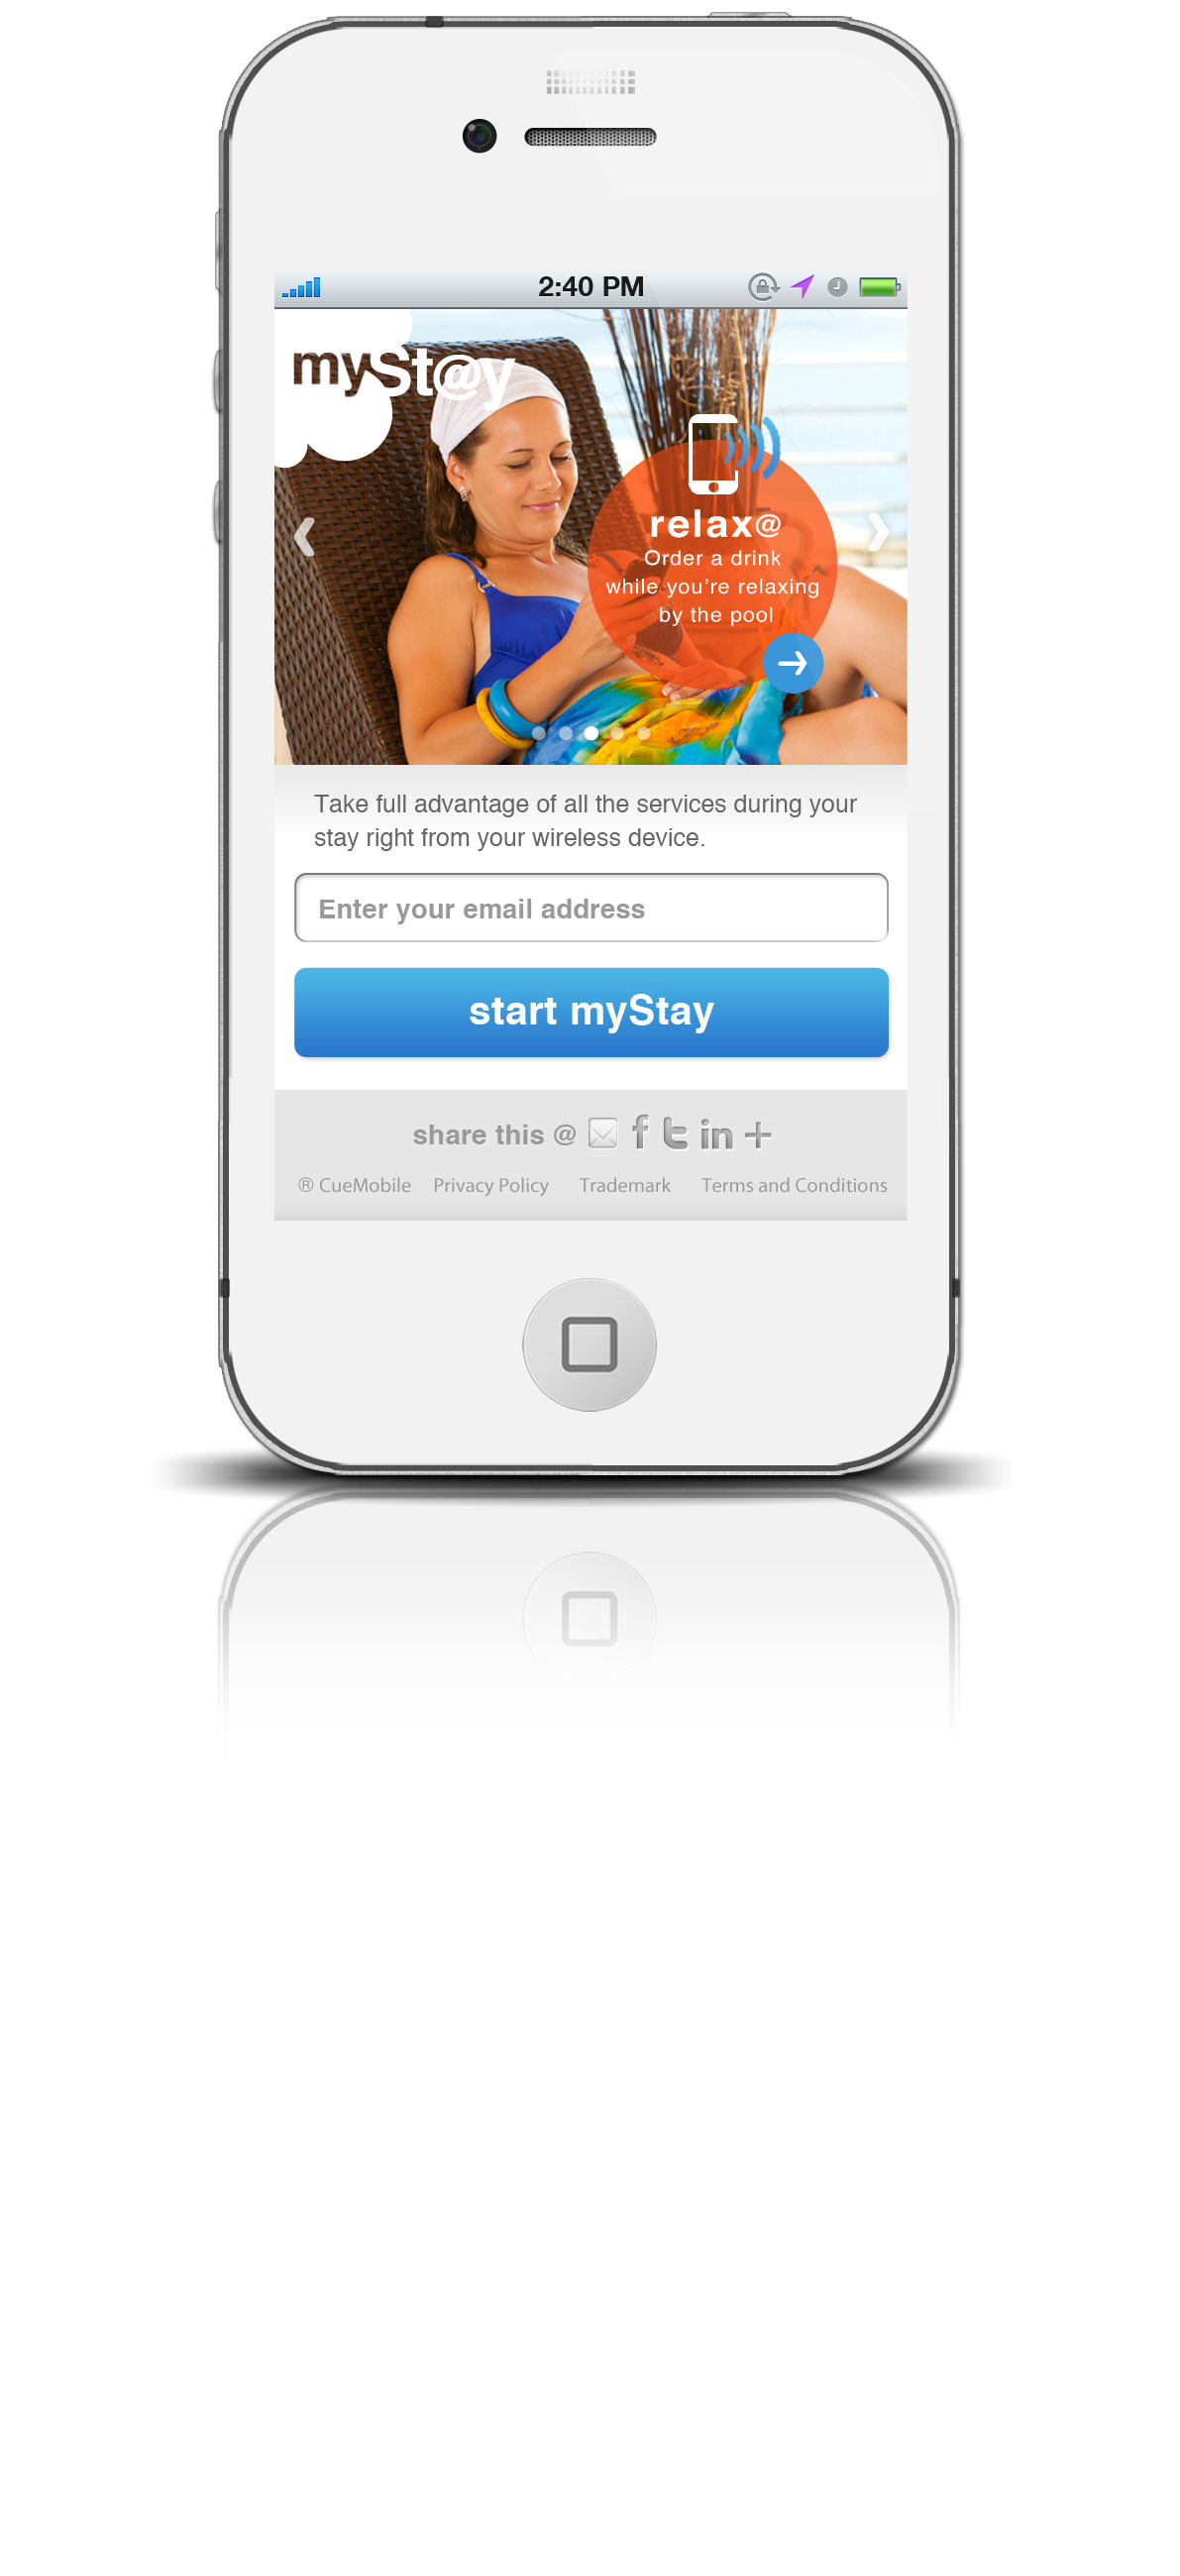 2:40 PM
mySt@y
relax@
Order a drink
while you're relaxing
by the pool
Take full advantage of all the services during your
stay right from your wireless device.
Enter your email address
start myStay
share this @ f t in +
® CueMobile Privacy Policy Trademark Terms and Conditions